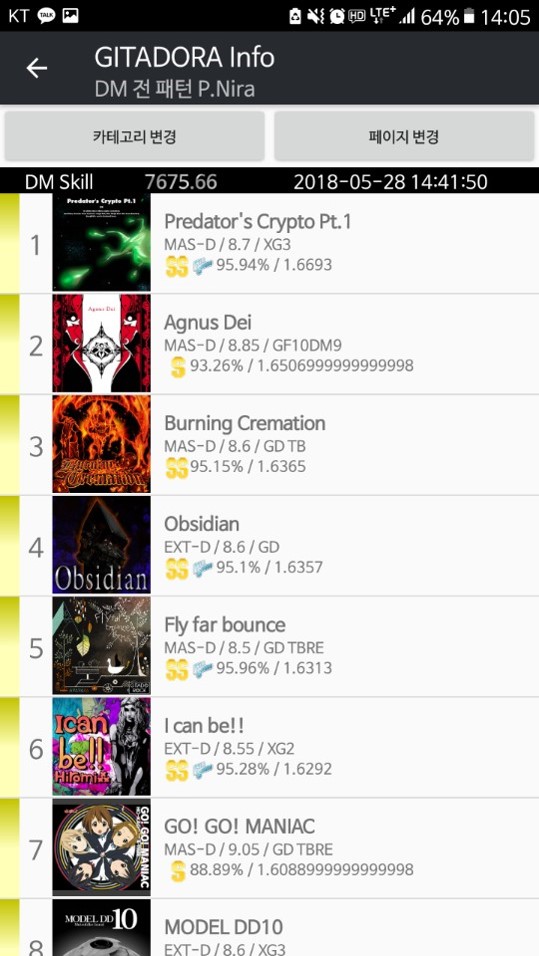 KT TALK HD LTE+ 64% 14:05
GITADORA Info
DM 전 패턴 P.Nira
카테고리 변경 페이지 변경
DM Skill 7675.66 2018-05-28 14:41:50
Predator's Crypto Pt.1
1 Predator's Crypto Pt.1
MAS-D / 8.7 / XG3
SS 95.94% / 1.6693
Agnus Dei
2 Agnus Dei
MAS-D / 8.85 / GF10DM9
S 93.26% / 1.6506999999999998
3 Burning Cremation
Burning Cremation
MAS-D / 8.6 / GD TB
SS 95.15% / 1.6365
4 Obsidian
EXT-D / 8.6 / GD
SS 95.1% / 1.6357
Obsidian
5 Fly far bounce
MAS-D / 8.5 / GD TBRE
SS 95.96% / 1.6313
6 I can be!!
I can be!!
EXT-D / 8.55 / XG2
SS 95.28% / 1.6292
Hiromi
7 GO! GO! MANIAC
GO! GO! MANIAC
MAS-D / 9.05 / GD TBRE
S 88.89% / 1.6088999999999998
MODEL DD10
8 MODEL DD10
EXT-D / 8.6 / XG3